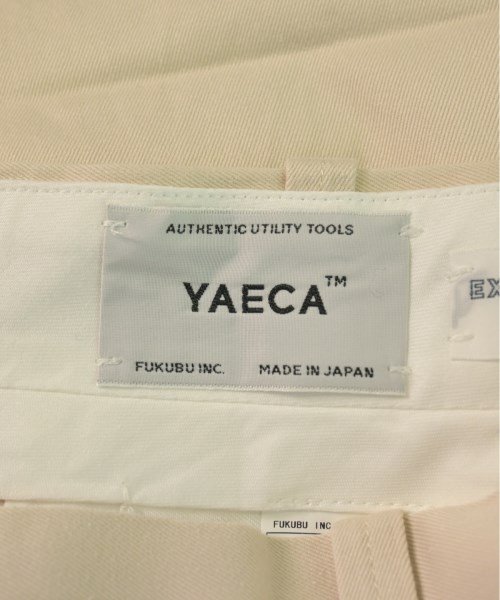 AUTHENTIC UTILITY TOOLS
YAECA™
FUKUBU INC. MADE IN JAPAN
EX
FUKUBU INC